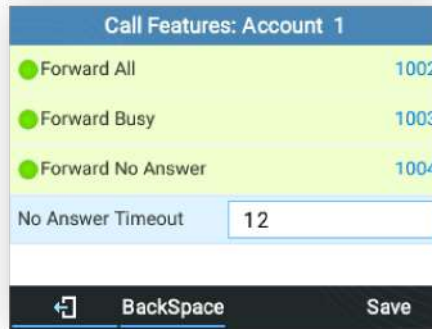 Call Features: Account 1
Forward All 1002
Forward Busy 1003
Forward No Answer 1004
No Answer Timeout 12
BackSpace Save